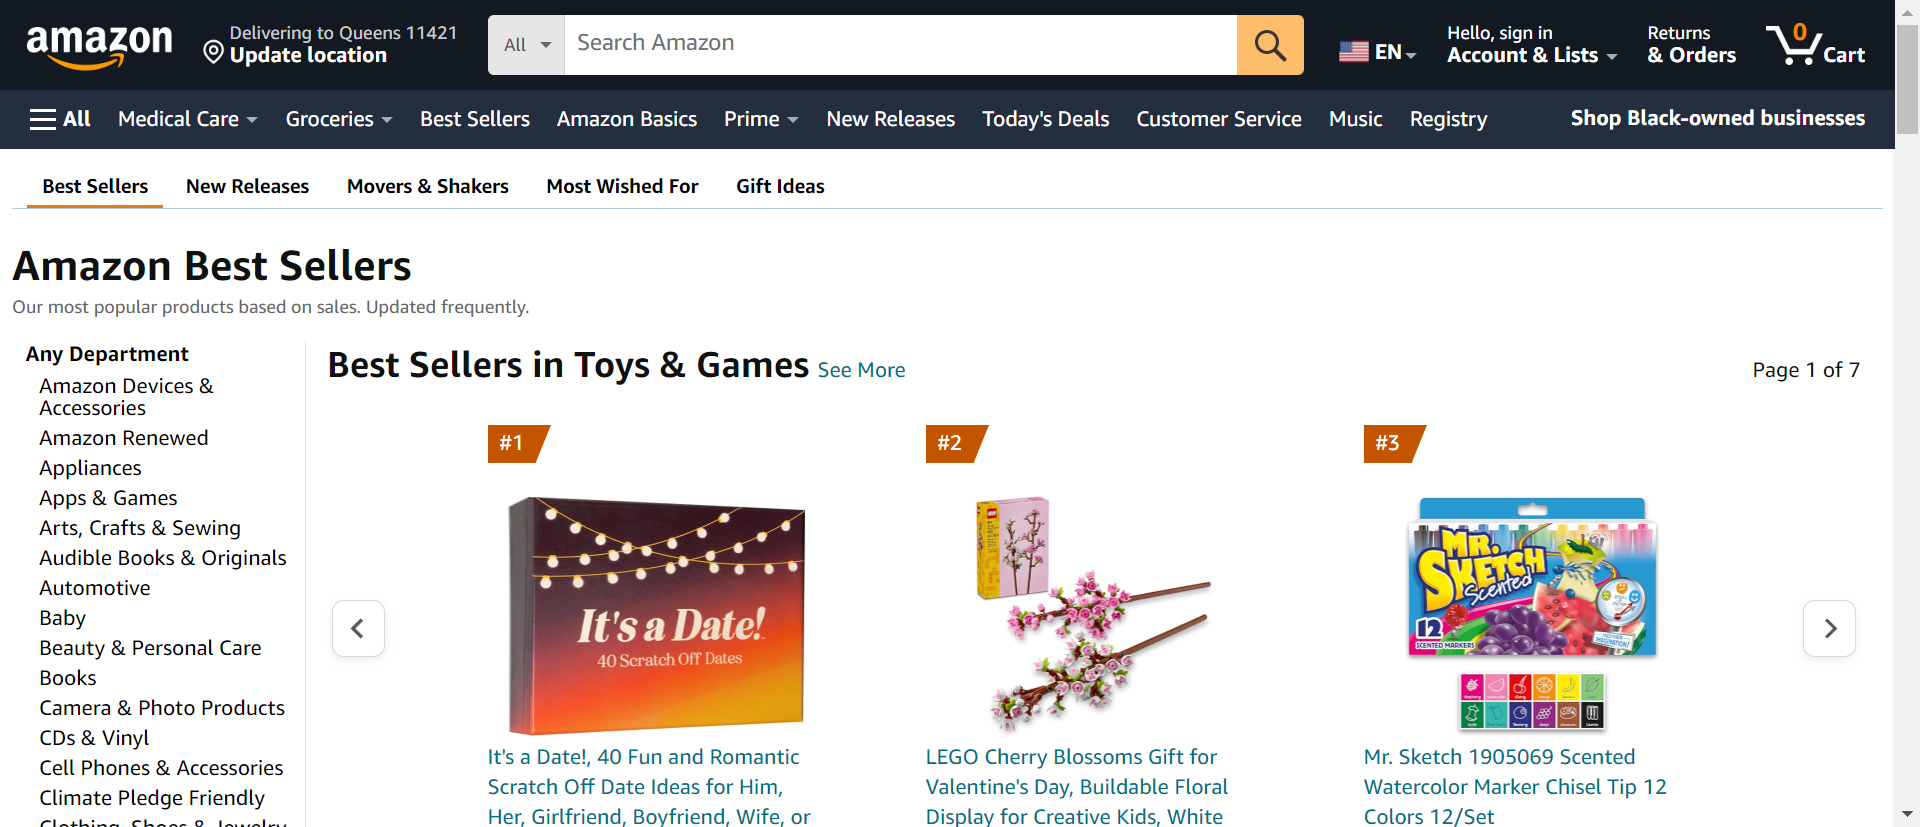 amazon
Delivering to Queens 11421
Update location
All
Search Amazon
EN
Hello, sign in
Account & Lists
Returns
& Orders
0
Cart
All
Medical Care
Groceries
Best Sellers
Amazon Basics
Prime
New Releases
Today's Deals
Customer Service
Music
Registry
Shop Black-owned businesses
Best Sellers
New Releases
Movers & Shakers
Most Wished For
Gift Ideas
Amazon Best Sellers
Our most popular products based on sales. Updated frequently.
Any Department
Amazon Devices &
Accessories
Amazon Renewed
Appliances
Apps & Games
Arts, Crafts & Sewing
Audible Books & Originals
Automotive
Baby
Beauty & Personal Care
Books
Camera & Photo Products
CDs & Vinyl
Cell Phones & Accessories
Climate Pledge Friendly
Clothing, Shoes & Jewelry
Best Sellers in Toys & Games See More
Page 1 of 7
#1
It's a Date!
40 Scratch Off Dates
It's a Date!, 40 Fun and Romantic
Scratch Off Date Ideas for Him,
Her, Girlfriend, Boyfriend, Wife, or
#2
LEGO
LEGO Cherry Blossoms Gift for
Valentine's Day, Buildable Floral
Display for Creative Kids, White
#3
MR.
SKETCH
Scented
12
SCENTED MARKERS
Mr. Sketch 1905069 Scented
Watercolor Marker Chisel Tip 12
Colors 12/Set